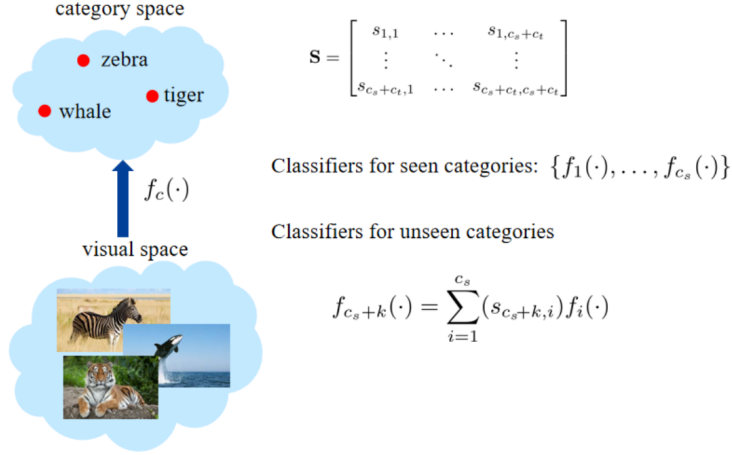 category space
zebra
tiger
whale
f_c(·)
visual space
S = [ s_{1,1} ⋯ s_{1,c_s+c_t}
⋮ ⋱ ⋮
s_{c_s+c_t,1} ⋯ s_{c_s+c_t,c_s+c_t} ]
Classifiers for seen categories: {f_1(·), . . . , f_{c_s}(·)}
Classifiers for unseen categories
f_{c_s+k}(·) = ∑_{i=1}^{c_s} (s_{c_s+k,i}) f_i(·)